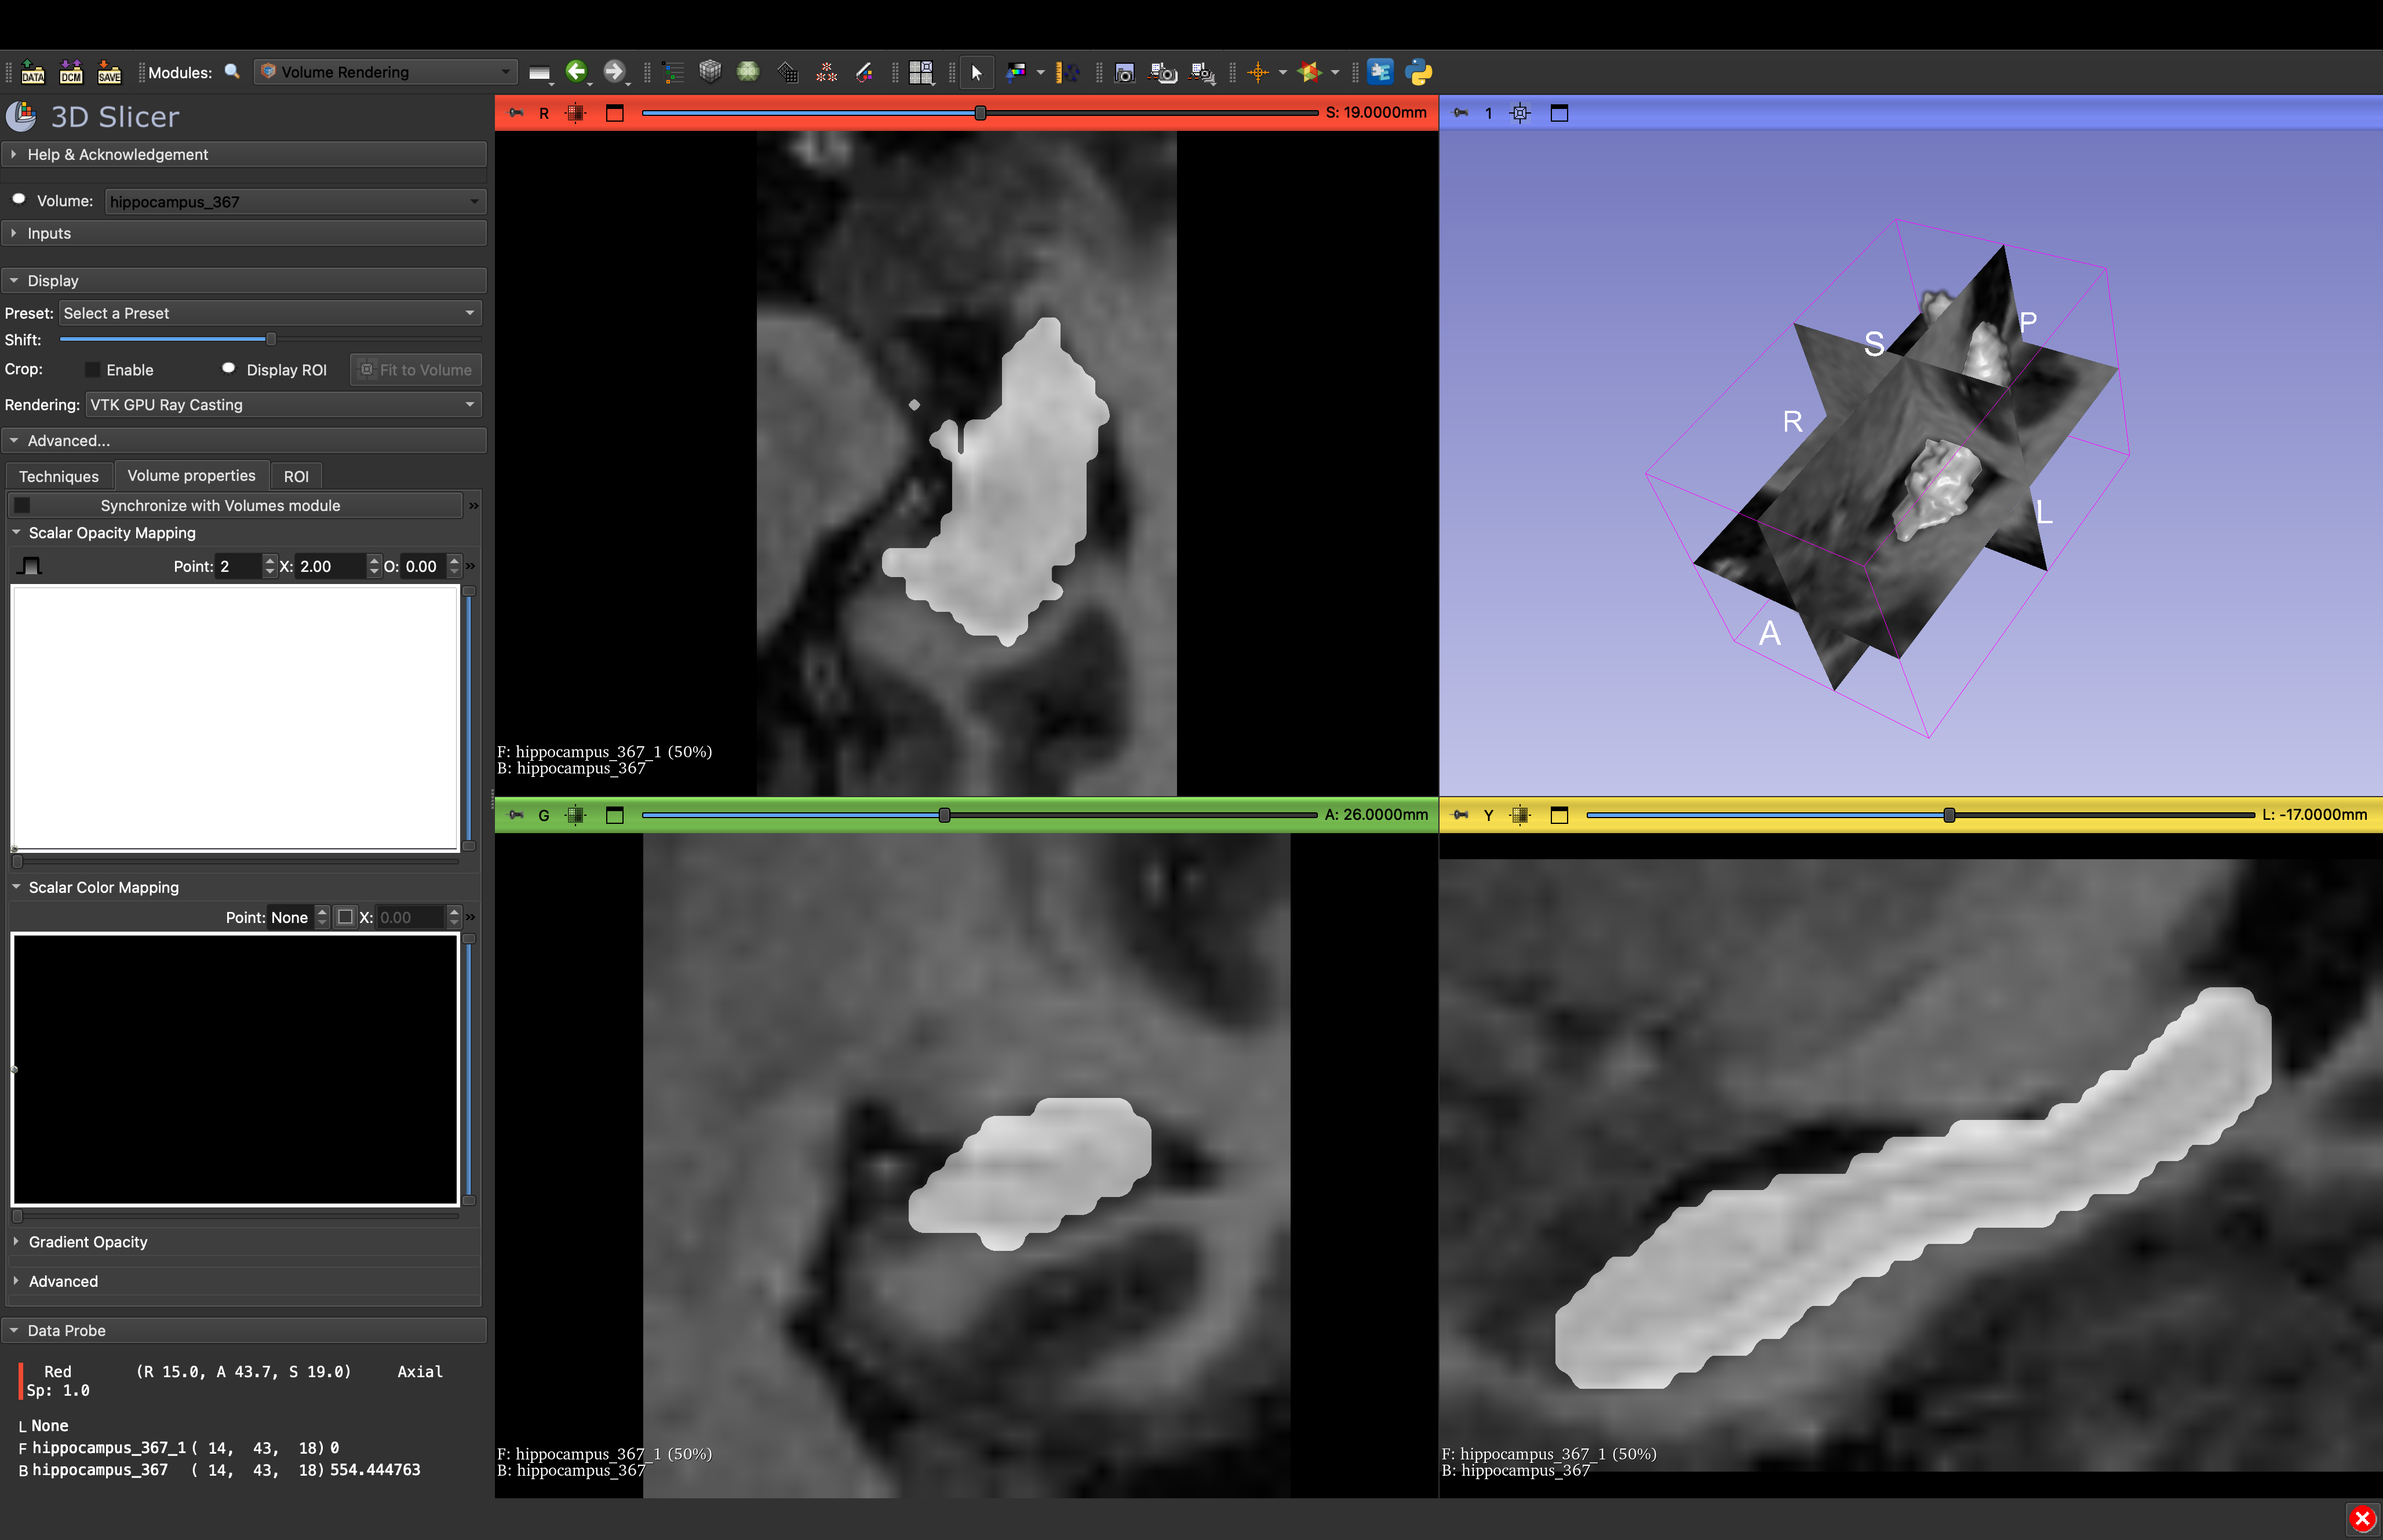 DATA DCM SAVE Modules: Volume Rendering
3D Slicer
Help & Acknowledgement
Volume: hippocampus_367
Inputs
Display
Preset: Select a Preset
Shift:
Crop: Enable Display ROI Fit to Volume
Rendering: VTK GPU Ray Casting
Advanced...
Techniques Volume properties ROI
Synchronize with Volumes module »
Scalar Opacity Mapping
Point: 2 X: 2.00 O: 0.00 »
Scalar Color Mapping
Point: None X: 0.00 »
Gradient Opacity
Advanced
Data Probe
Red (R 15.0, A 43.7, S 19.0) Axial
Sp: 1.0
L None
F hippocampus_367_1 ( 14, 43, 18) 0
B hippocampus_367 ( 14, 43, 18) 554.444763
R S: 19.0000mm
F: hippocampus_367_1 (50%)
B: hippocampus_367
1
S
P
R
L
A
G A: 26.0000mm
F: hippocampus_367_1 (50%)
B: hippocampus_367
Y L: -17.0000mm
F: hippocampus_367_1 (50%)
B: hippocampus_367